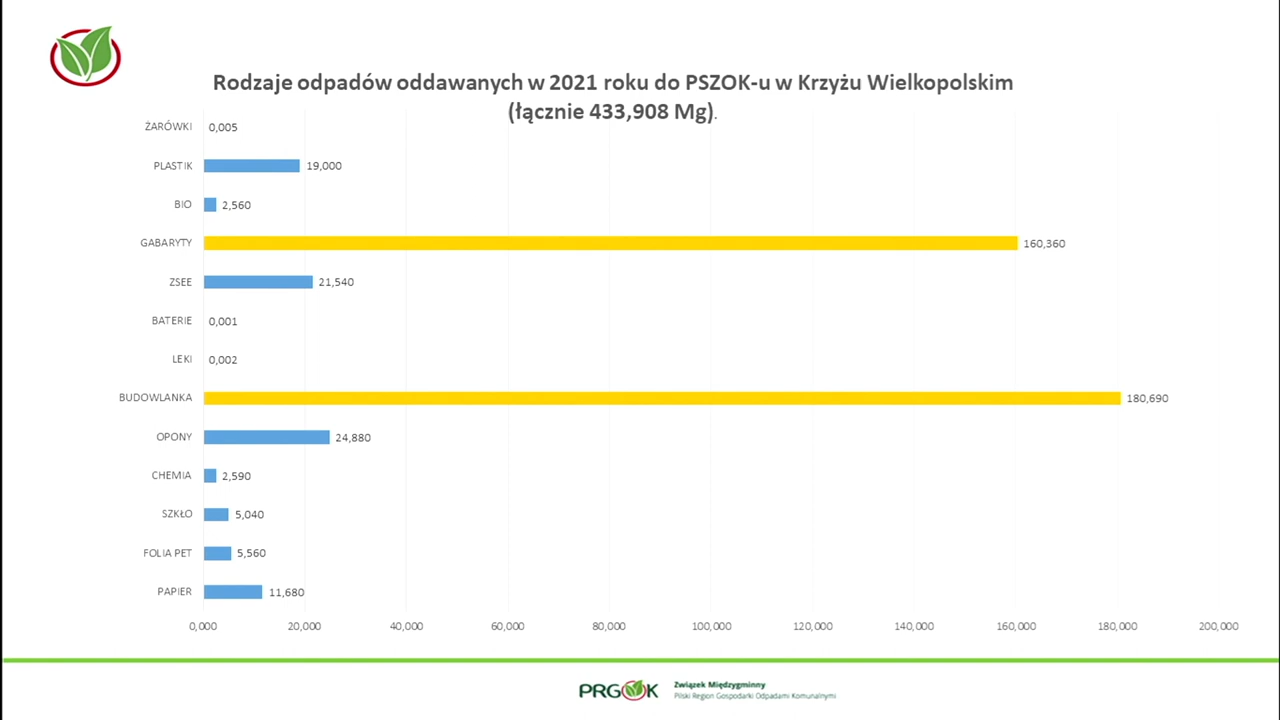 Rodzaje odpadów oddawanych w 2021 roku do PSZOK-u w Krzyżu Wielkopolskim
(łącznie 433,908 Mg).
ŻARÓWKI 0,005
PLASTIK 19,000
BIO 2,560
GABARYTY 160,360
ZSEE 21,540
BATERIE 0,001
LEKI 0,002
BUDOWLANKA 180,690
OPONY 24,880
CHEMIA 2,590
SZKŁO 5,040
FOLIA PET 5,560
PAPIER 11,680
0,000 20,000 40,000 60,000 80,000 100,000 120,000 140,000 160,000 180,000 200,000
PRGOK
Związek Międzygminny
Pilski Region Gospodarki Odpadami Komunalnymi